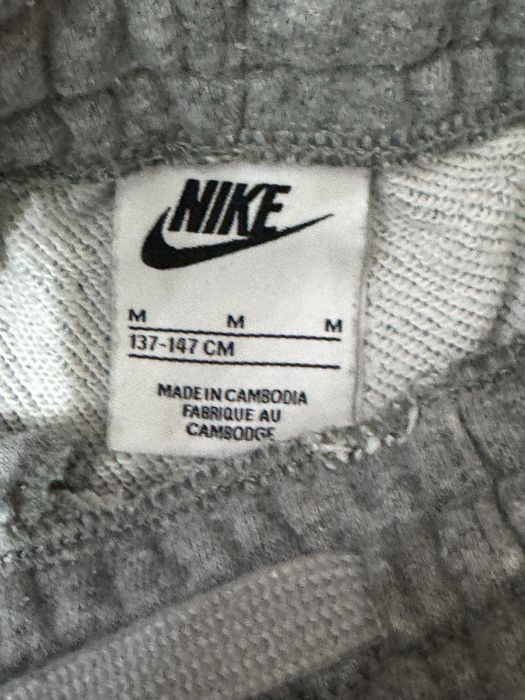 NIKE
M M M
137-147 CM
MADE IN CAMBODIA
FABRIQUE AU
CAMBODGE